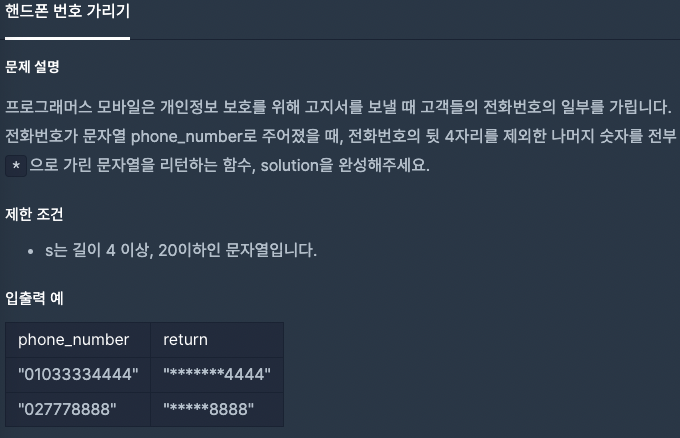 핸드폰 번호 가리기
문제 설명
프로그래머스 모바일은 개인정보 보호를 위해 고지서를 보낼 때 고객들의 전화번호의 일부를 가립니다.
전화번호가 문자열 phone_number로 주어졌을 때, 전화번호의 뒷 4자리를 제외한 나머지 숫자를 전부
* 으로 가린 문자열을 리턴하는 함수, solution을 완성해주세요.
제한 조건
• s는 길이 4 이상, 20이하인 문자열입니다.
입출력 예
phone_number return
"01033334444" "*******4444"
"027778888" "*****8888"